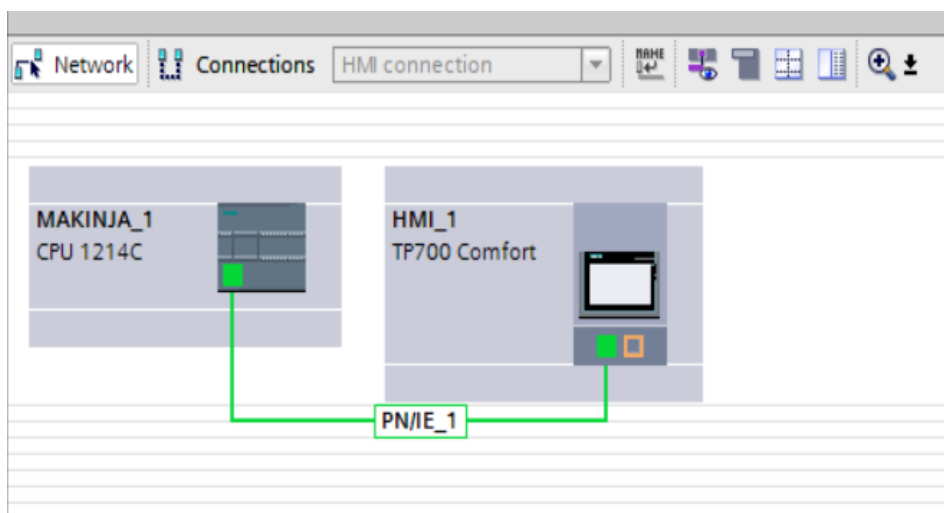 Network Connections HMI connection NAME
MAKINJA_1
CPU 1214C
HMI_1
TP700 Comfort
PN/IE_1